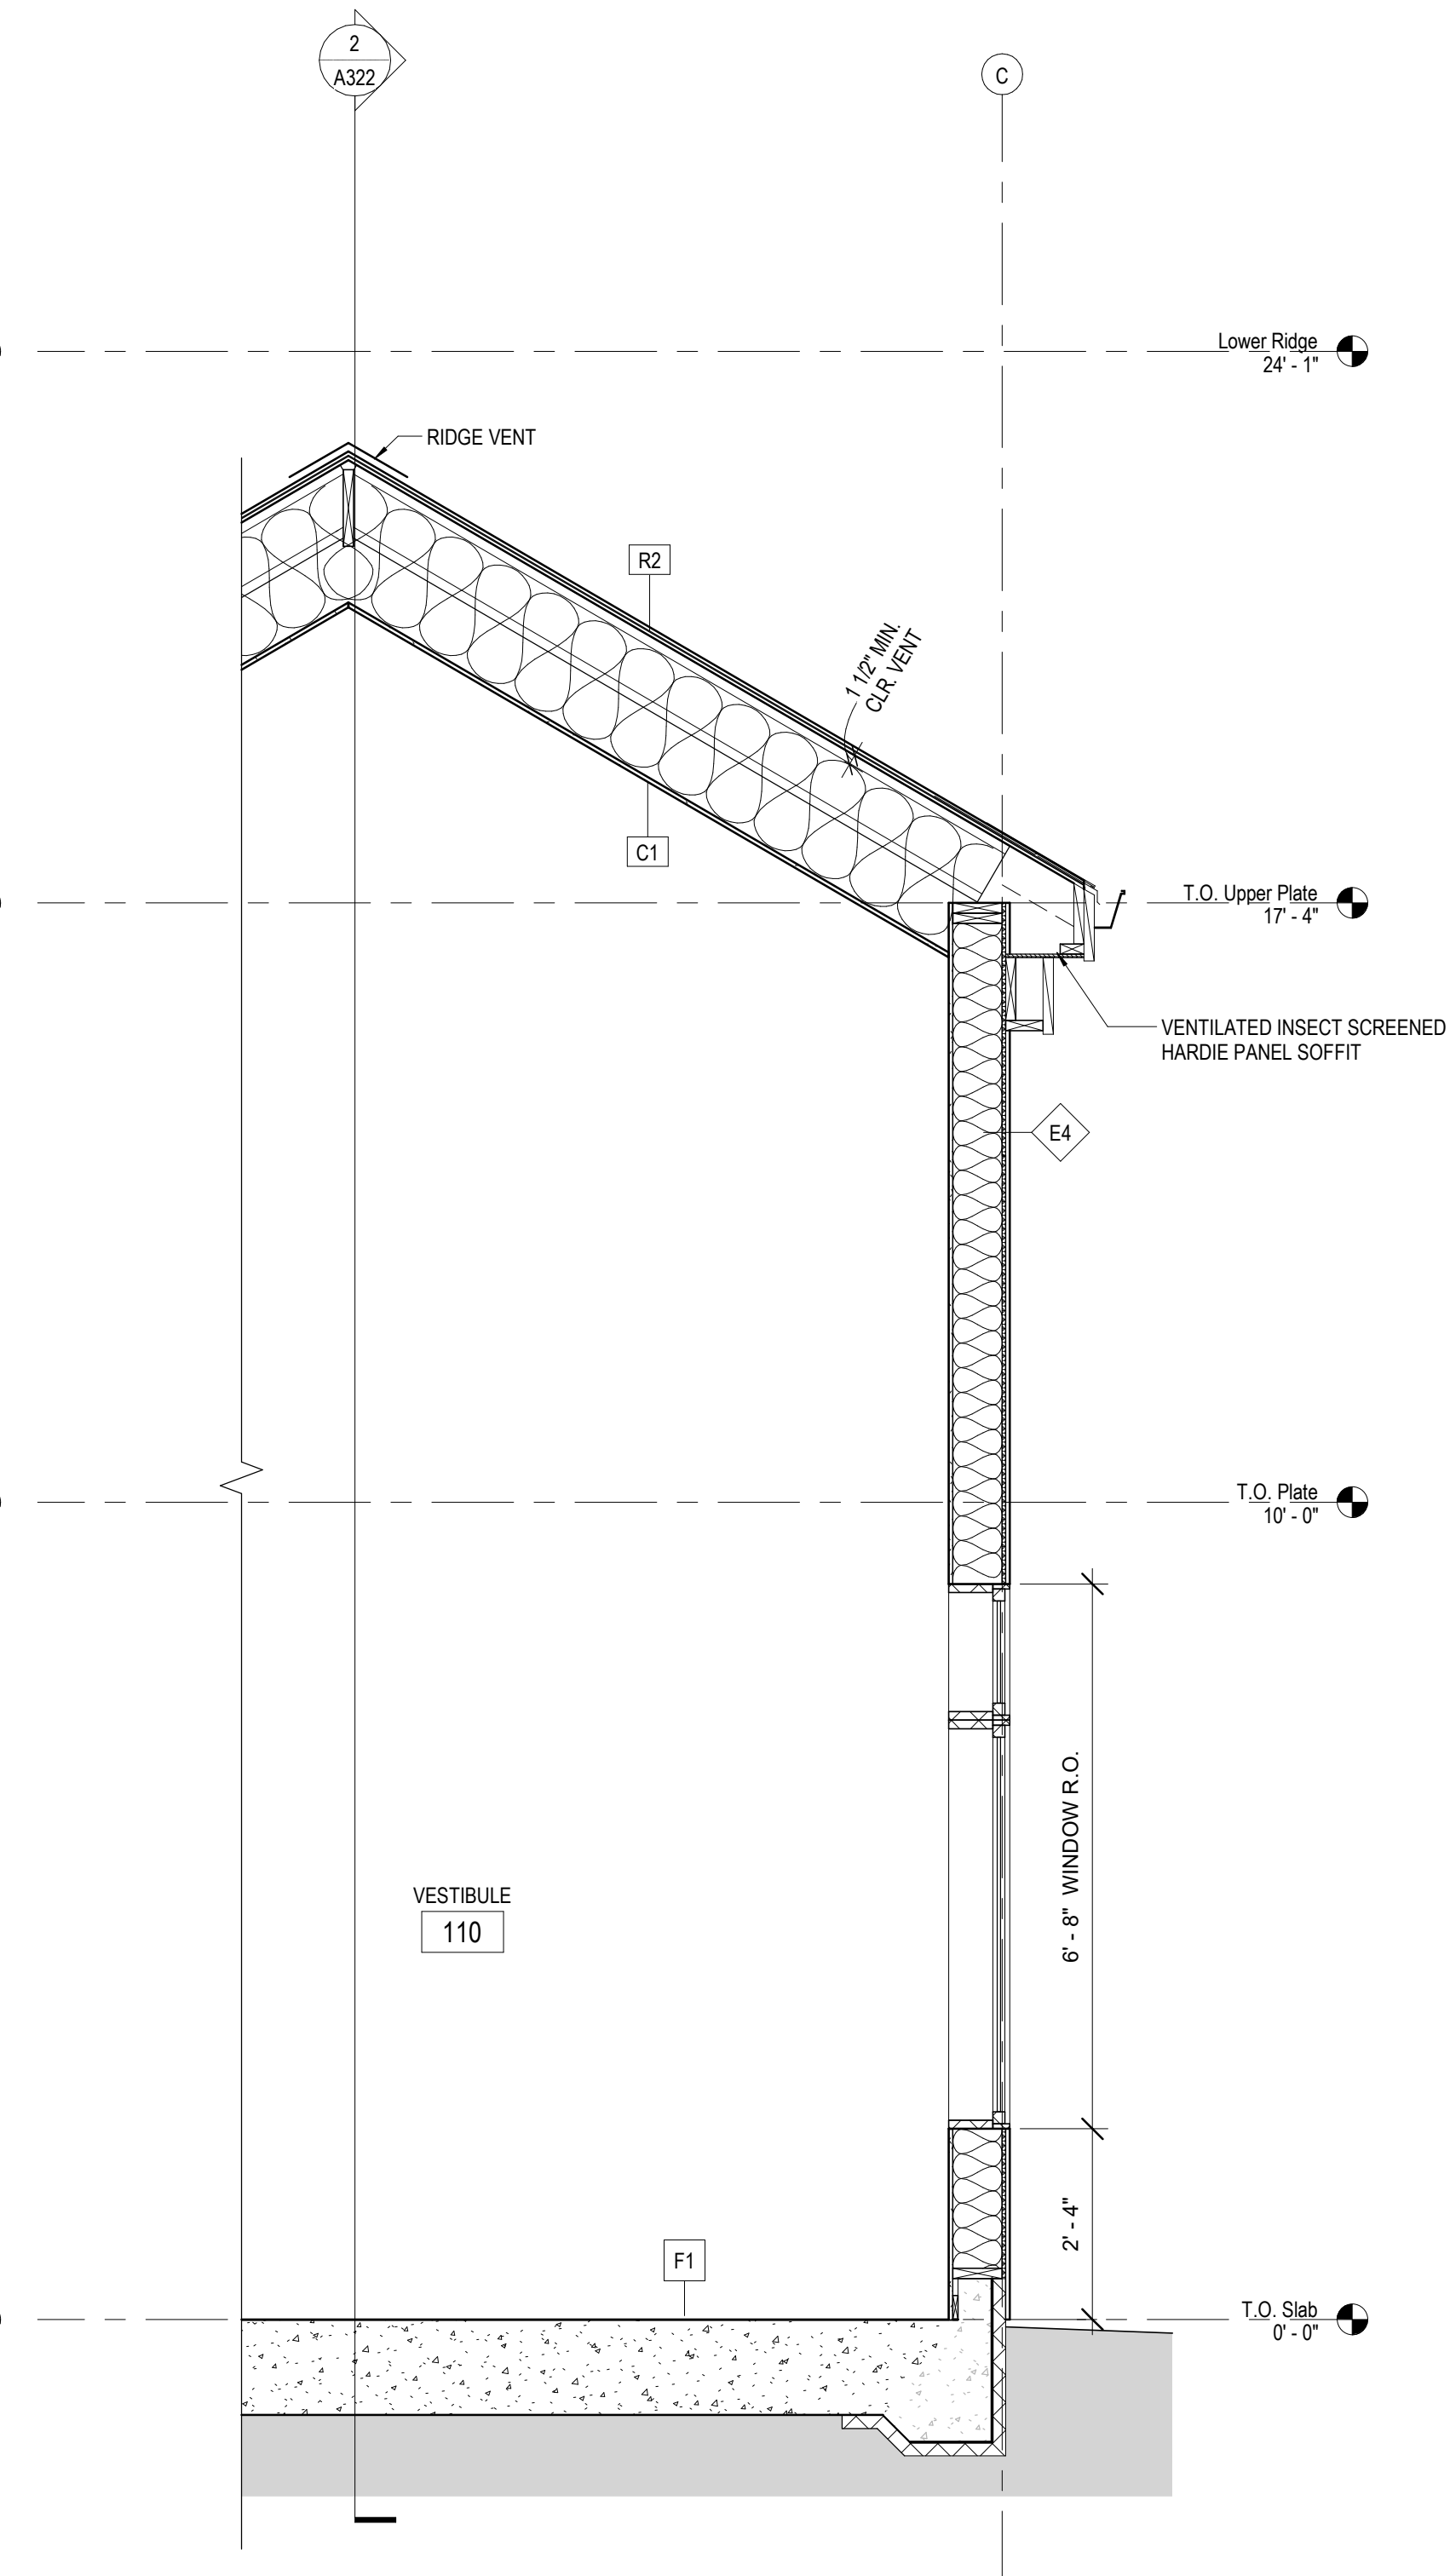 2
A322
C
Lower Ridge
24' - 1"
RIDGE VENT
R2
1 1/2" MIN.
CLR. VENT
C1
T.O. Upper Plate
17' - 4"
VENTILATED INSECT SCREENED
HARDIE PANEL SOFFIT
E4
T.O. Plate
10' - 0"
6' - 8" WINDOW R.O.
VESTIBULE
110
2' - 4"
F1
T.O. Slab
0' - 0"